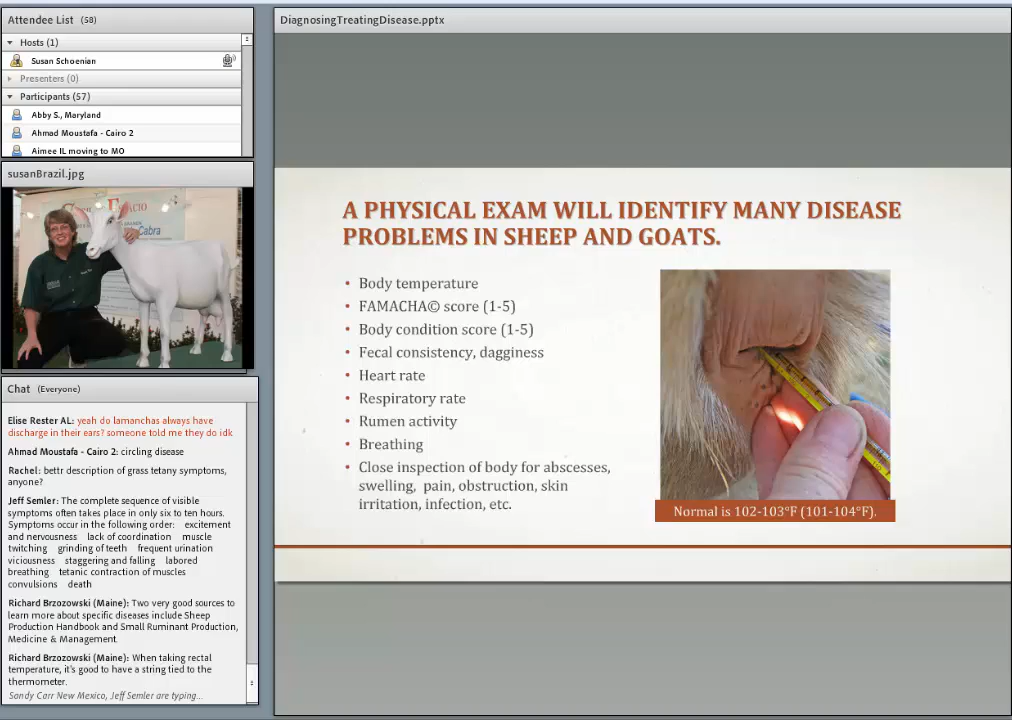 Attendee List (58)
Hosts (1)
Susan Schoenian
Presenters (0)
Participants (57)
Abby S., Maryland
Ahmad Moustafa - Cairo 2
Aimee IL moving to MO
susanBrazil.jpg
Cabra
Chat (Everyone)
Elise Rester AL: yeah do lamanchas always have
discharge in their ears? someone told me they do idk
Ahmad Moustafa - Cairo 2: circling disease
Rachel: bettr description of grass tetany symptoms,
anyone?
Jeff Semler: The complete sequence of visible
symptoms often takes place in only six to ten hours.
Symptoms occur in the following order: excitement
and nervousness lack of coordination muscle
twitching grinding of teeth frequent urination
viciousness staggering and falling labored
breathing tetanic contraction of muscles
convulsions death
Richard Brzozowski (Maine): Two very good sources to
learn more about specific diseases include Sheep
Production Handbook and Small Ruminant Production,
Medicine & Management.
Richard Brzozowski (Maine): When taking rectal
temperature, it's good to have a string tied to the
thermometer.
Sandy Carr New Mexico, Jeff Semler are typing...
DiagnosingTreatingDisease.pptx
A PHYSICAL EXAM WILL IDENTIFY MANY DISEASE
PROBLEMS IN SHEEP AND GOATS.
• Body temperature
• FAMACHA© score (1-5)
• Body condition score (1-5)
• Fecal consistency, dagginess
• Heart rate
• Respiratory rate
• Rumen activity
• Breathing
• Close inspection of body for abscesses,
swelling, pain, obstruction, skin
irritation, infection, etc.
Normal is 102-103°F (101-104°F).